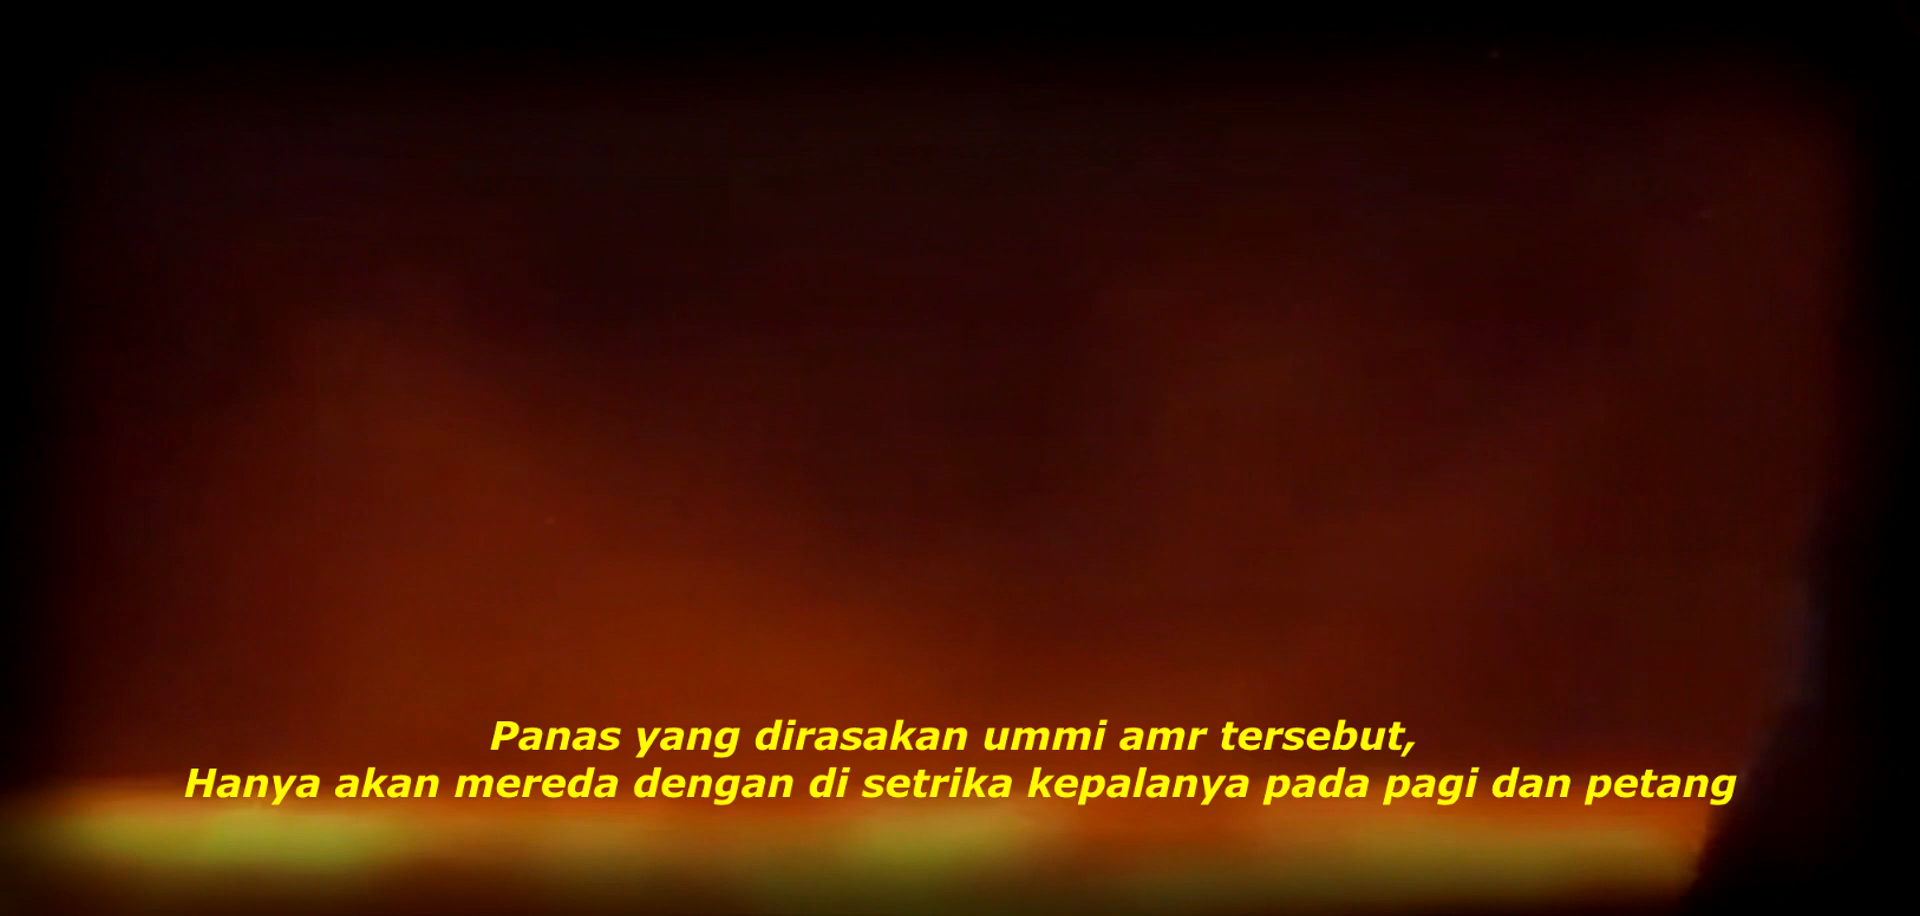 Panas yang dirasakan ummi amr tersebut,
Hanya akan mereda dengan di setrika kepalanya pada pagi dan petang